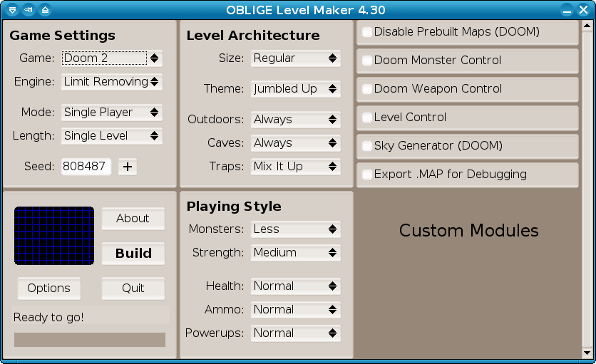 OBLIGE Level Maker 4.30
Game Settings
Game: Doom 2
Engine: Limit Removing
Mode: Single Player
Length: Single Level
Seed: 808487 +
About
Build
Options Quit
Ready to go!
Level Architecture
Size: Regular
Theme: Jumbled Up
Outdoors: Always
Caves: Always
Traps: Mix It Up
Playing Style
Monsters: Less
Strength: Medium
Health: Normal
Ammo: Normal
Powerups: Normal
Disable Prebuilt Maps (DOOM)
Doom Monster Control
Doom Weapon Control
Level Control
Sky Generator (DOOM)
Export .MAP for Debugging
Custom Modules